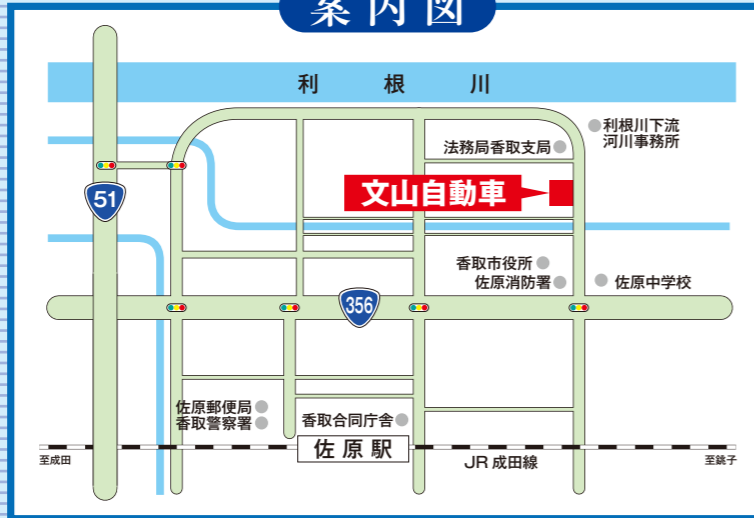 案内図
利根川
利根川下流
河川事務所
法務局香取支局
文山自動車
51
香取市役所
佐原消防署
佐原中学校
356
佐原郵便局
香取警察署
香取合同庁舎
佐原駅
至成田
JR成田線
至銚子